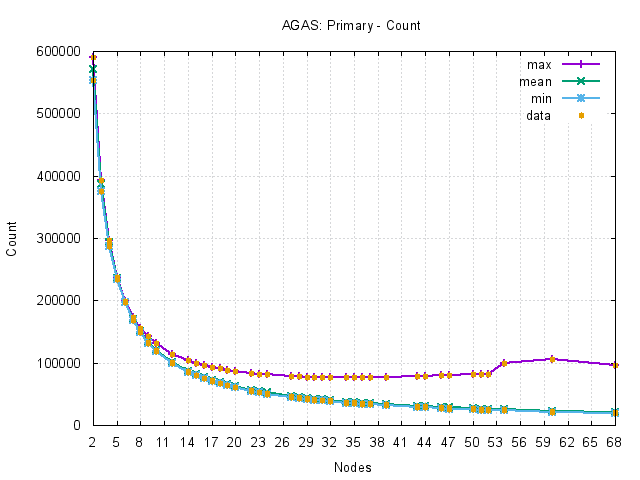 AGAS: Primary - Count
600000
500000
400000
300000
200000
100000
0
Count
max
mean
min
data
2 5 8 11 14 17 20 23 26 29 32 35 38 41 44 47 50 53 56 59 62 65 68
Nodes